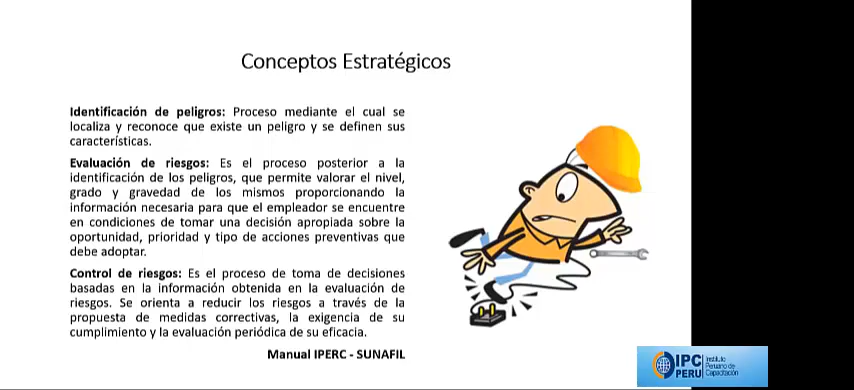 Conceptos Estratégicos
Identificación de peligros: Proceso mediante el cual se
localiza y reconoce que existe un peligro y se definen sus
características.
Evaluación de riesgos: Es el proceso posterior a la
identificación de los peligros, que permite valorar el nivel,
grado y gravedad de los mismos proporcionando la
información necesaria para que el empleador se encuentre
en condiciones de tomar una decisión apropiada sobre la
oportunidad, prioridad y tipo de acciones preventivas que
debe adoptar.
Control de riesgos: Es el proceso de toma de decisiones
basadas en la información obtenida en la evaluación de
riesgos. Se orienta a reducir los riesgos a través de la
propuesta de medidas correctivas, la exigencia de su
cumplimiento y la evaluación periódica de su eficacia.
Manual IPERC - SUNAFIL
IPC
PERU
Instituto
Peruano de
Capacitación